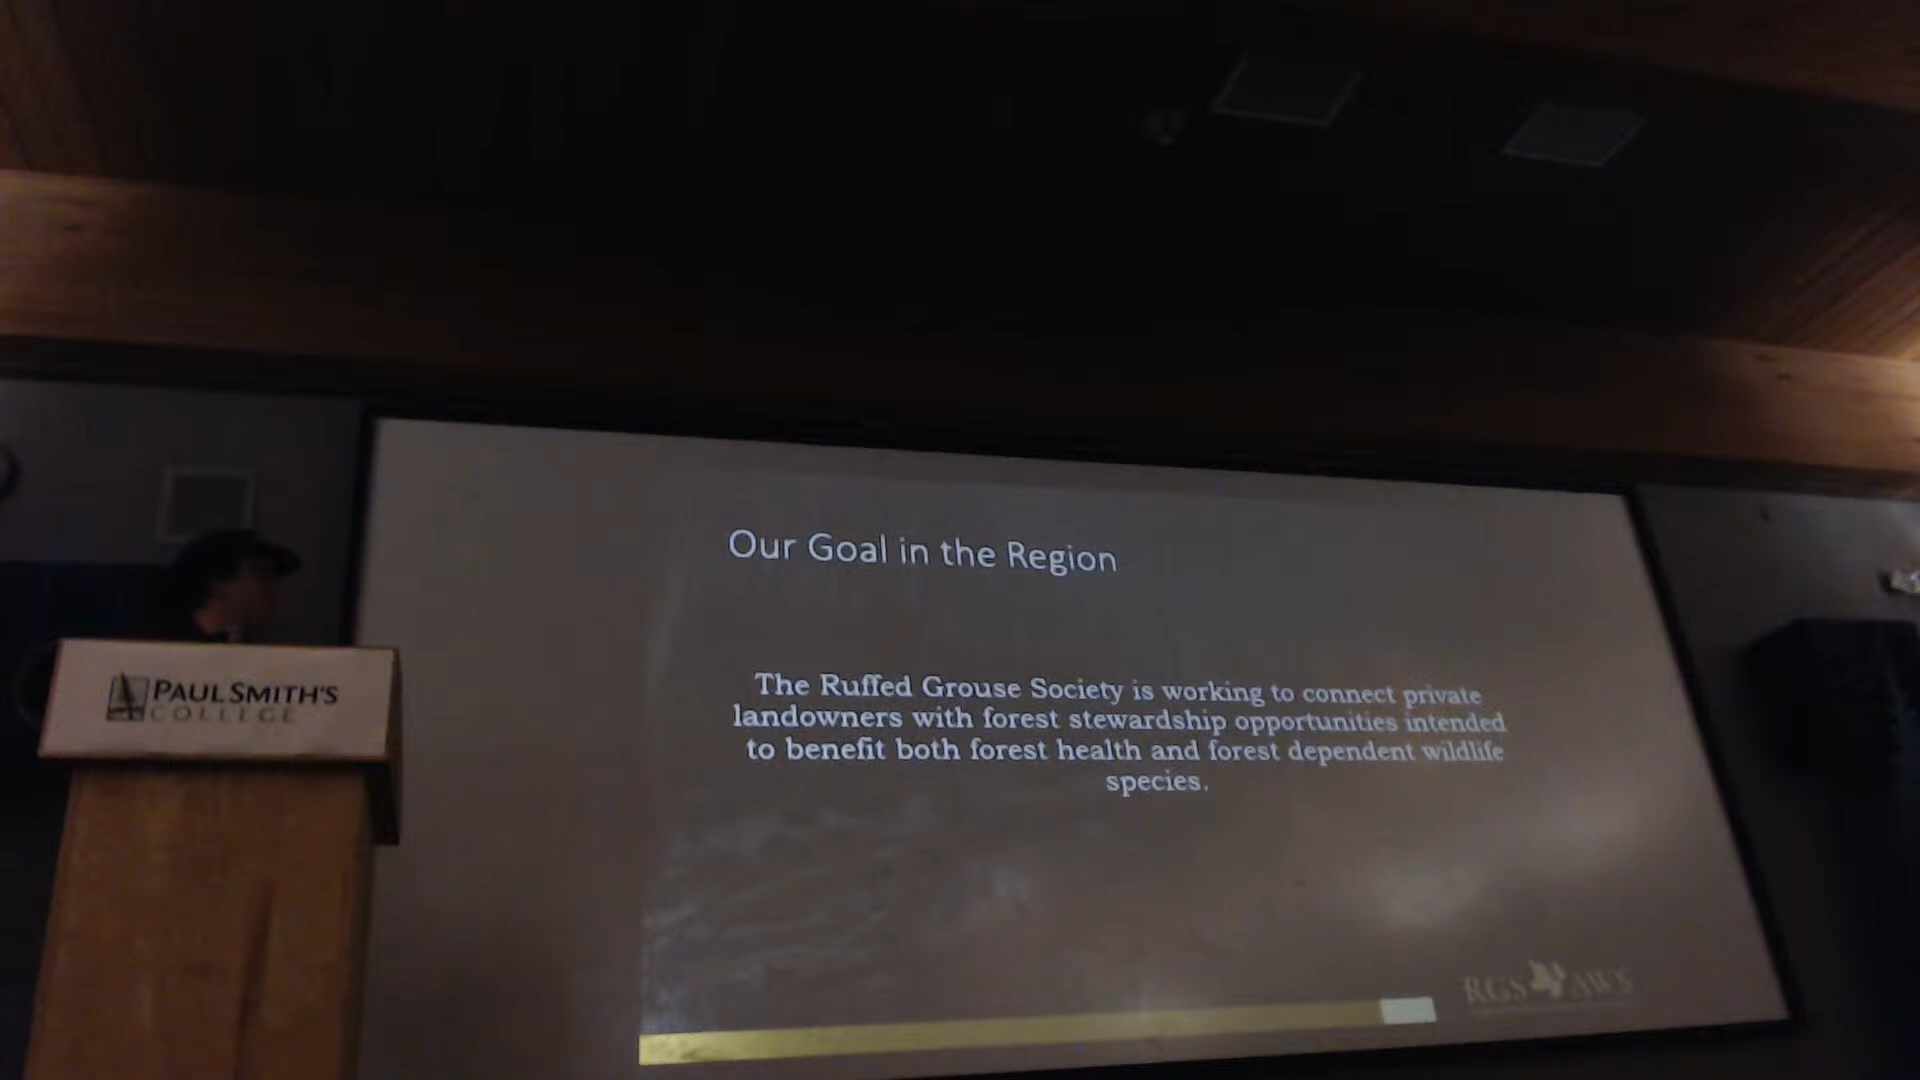 Our Goal in the Region
The Ruffed Grouse Society is working to connect private
landowners with forest stewardship opportunities intended
to benefit both forest health and forest dependent wildlife
species.
PAUL SMITH'S
COLLEGE
RGS AWS